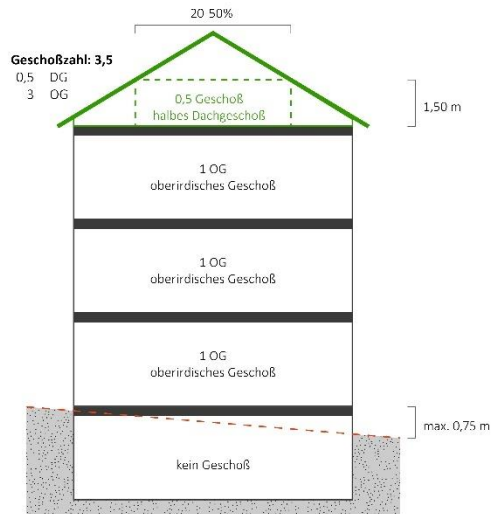 20-50%
Geschoßzahl: 3,5
0,5 DG
3 OG
0,5 Geschoß
halbes Dachgeschoß
1,50 m
1 OG
oberirdisches Geschoß
1 OG
oberirdisches Geschoß
1 OG
oberirdisches Geschoß
max. 0,75 m
kein Geschoß